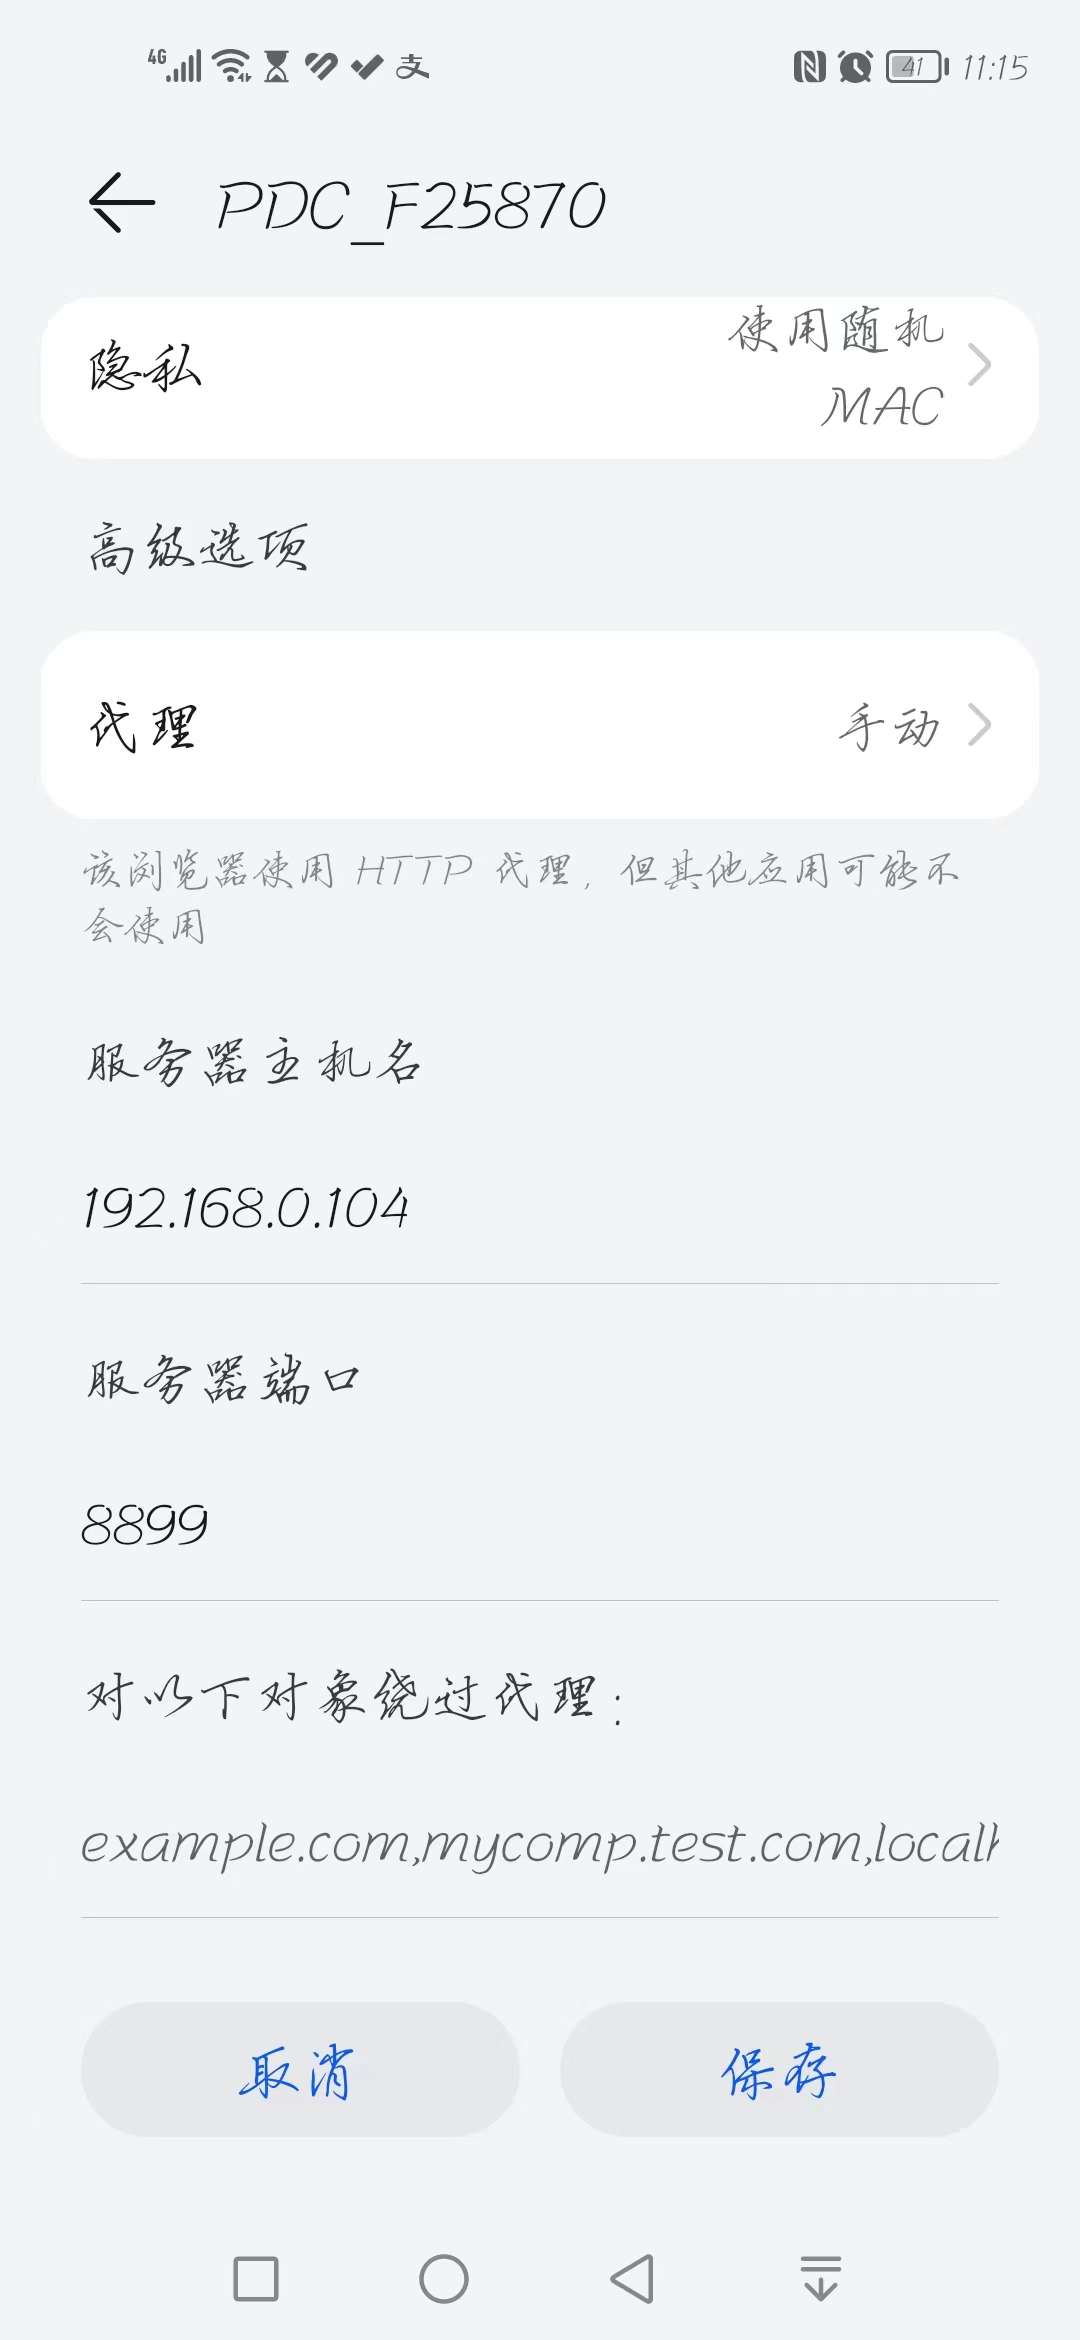 4G 支 41 11:15
PDC_F25870
隐私
使用随机
MAC
高级选项
代理 手动
该浏览器使用 HTTP 代理，但其他应用可能不
会使用
服务器主机名
192.168.0.104
服务器端口
8899
对以下对象绕过代理：
example.com,mycomp.test.com,local
取消 保存